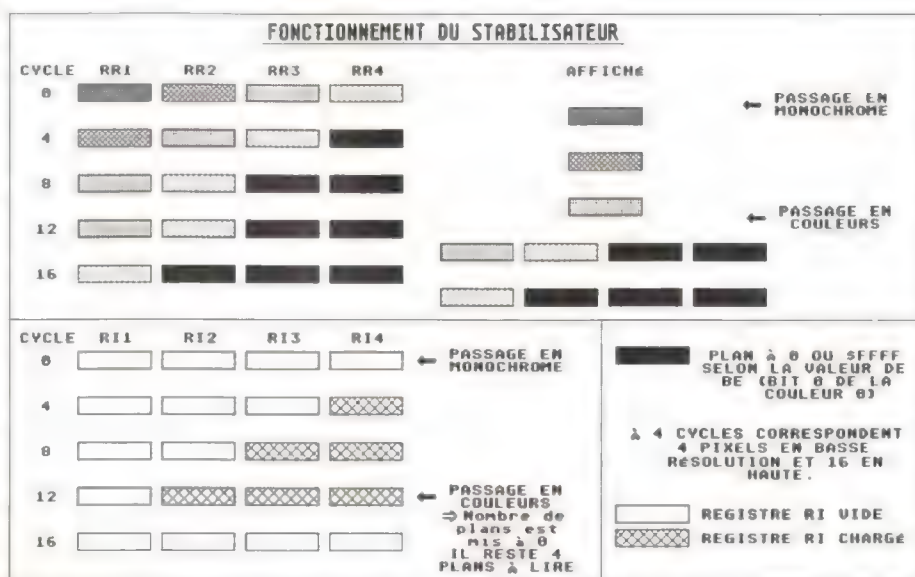 FONCTIONNEMENT DU STABILISATEUR
CYCLE RR1 RR2 RR3 RR4 AFFICHÉ
0
← PASSAGE EN
MONOCHROME
4
8
12
← PASSAGE EN
COULEURS
16
CYCLE RI1 RI2 RI3 RI4
0
← PASSAGE EN
MONOCHROME
4
8
12
← PASSAGE EN
COULEURS
⇒ Nombre de
plans est
mis à 0
IL RESTE 4
PLANS À LIRE
16
PLAN À 0 OU $FFFF
SELON LA VALEUR DE
BE (BIT 0 DE LA
COULEUR 0)
À 4 CYCLES CORRESPONDENT
4 PIXELS EN BASSE
RÉSOLUTION ET 16 EN
HAUTE.
REGISTRE RI VIDE
REGISTRE RI CHARGÉ